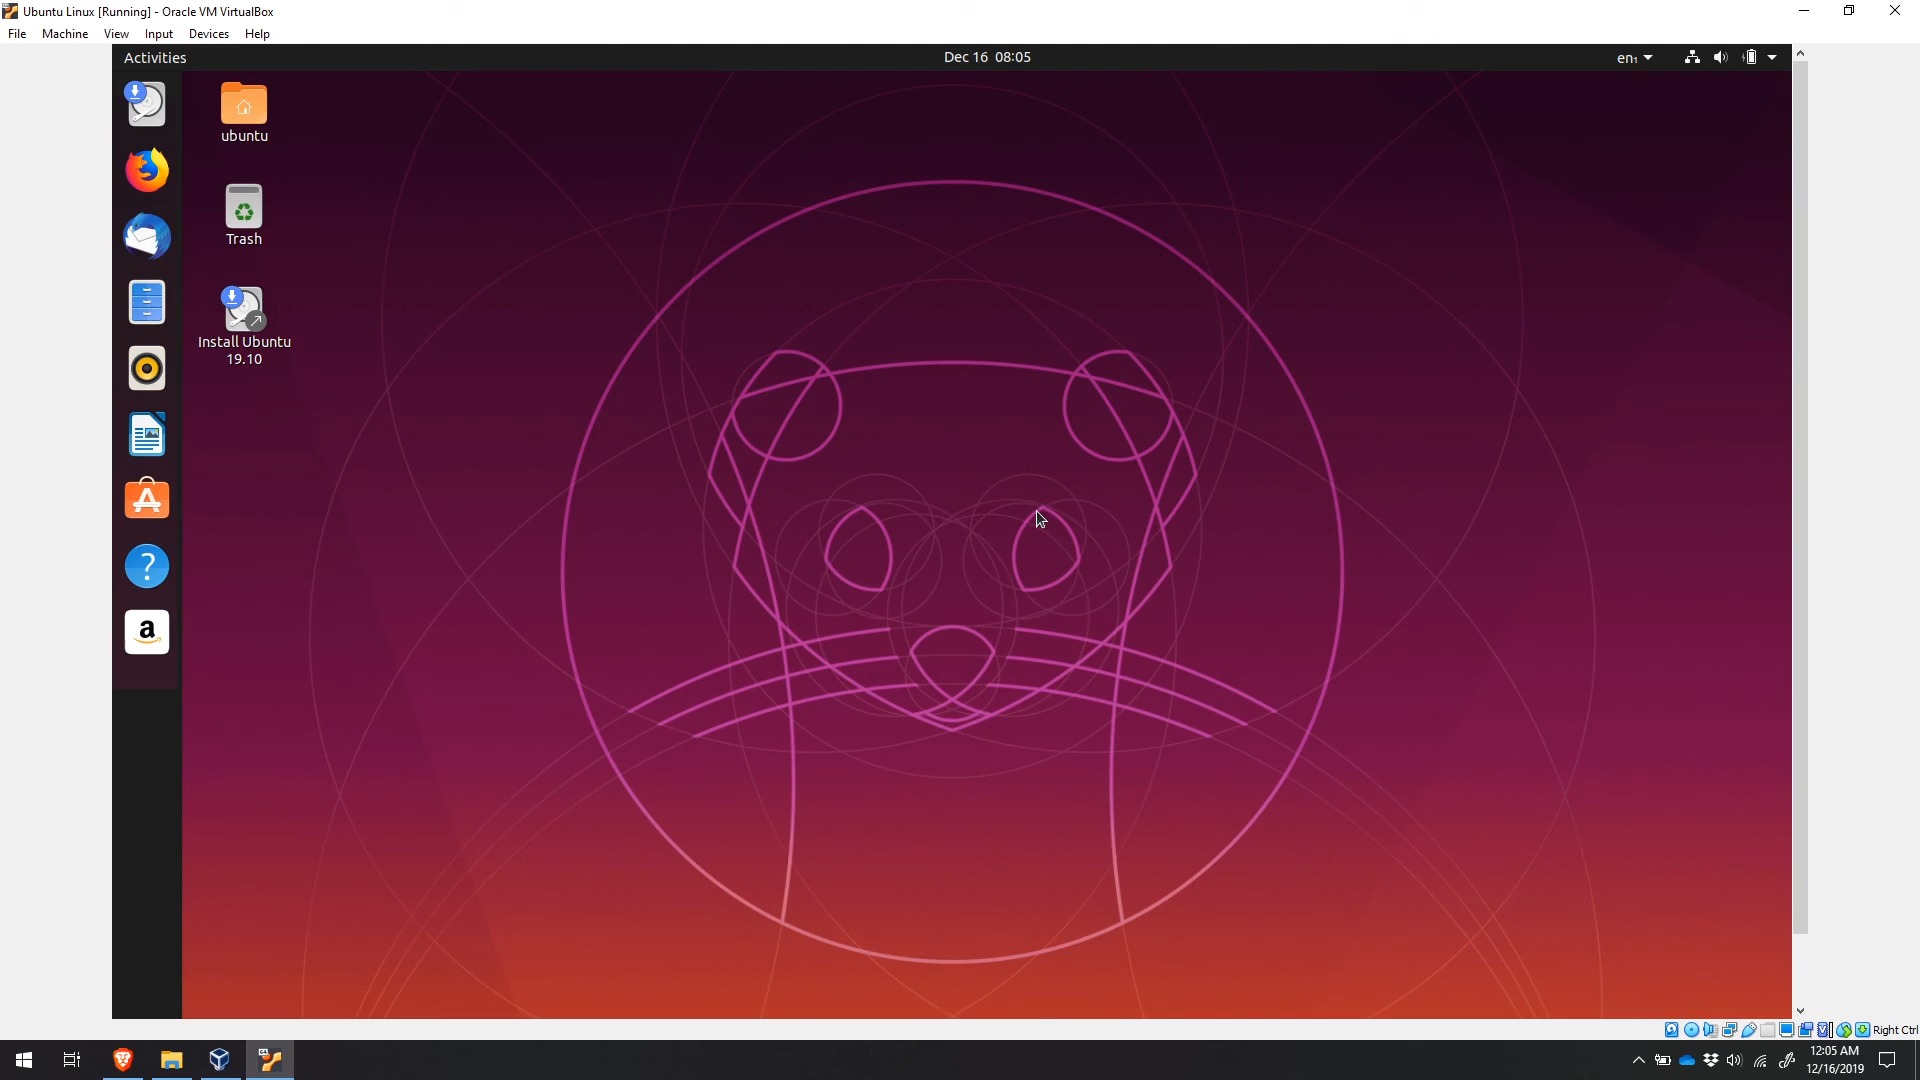 Ubuntu Linux [Running] - Oracle VM VirtualBox
File Machine View Input Devices Help
Activities
Dec 16 08:05
en₁
ubuntu
Trash
Install Ubuntu
19.10
?
a
Right Ctrl
12:05 AM
12/16/2019